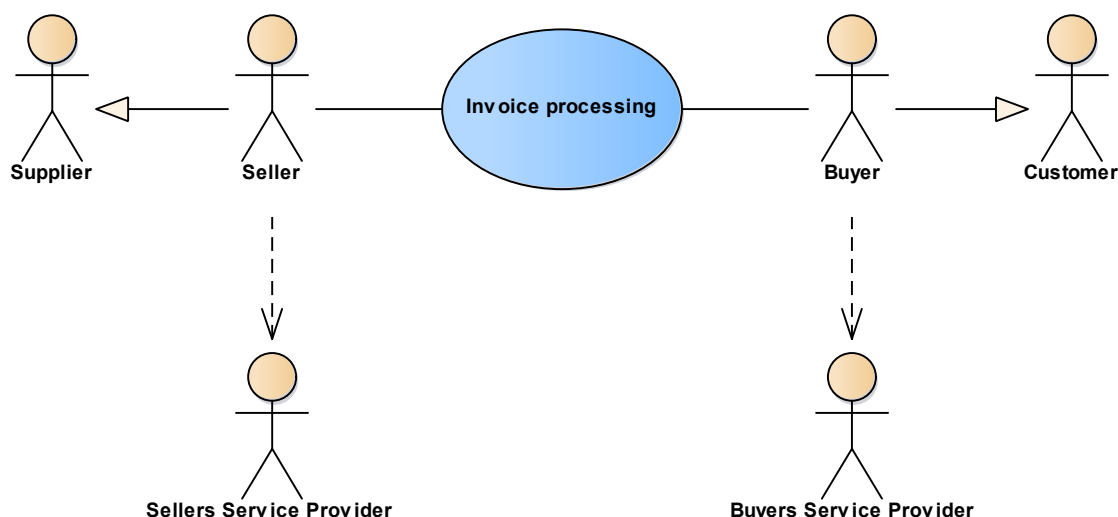 Invoice processing
Supplier
Seller
Buyer
Customer
Sellers Service Provider
Buyers Service Provider